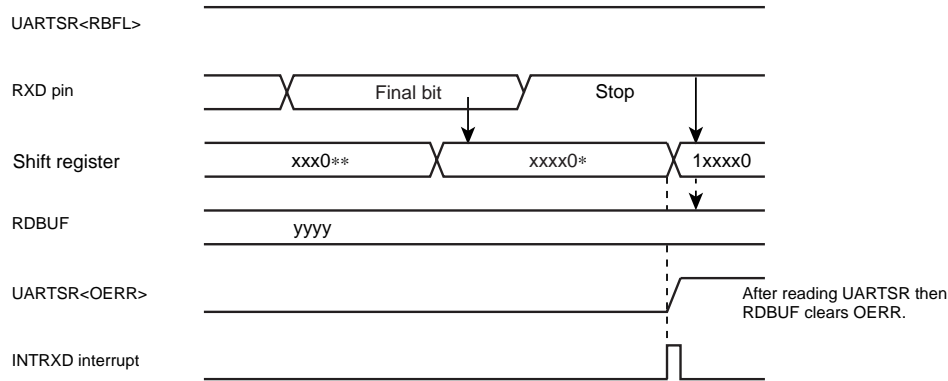 UARTSR<RBFL>
RXD pin
Final bit
Stop
Shift register
xxx0**
xxxx0*
1xxxx0
RDBUF
yyyy
UARTSR<OERR>
After reading UARTSR then
RDBUF clears OERR.
INTRXD interrupt